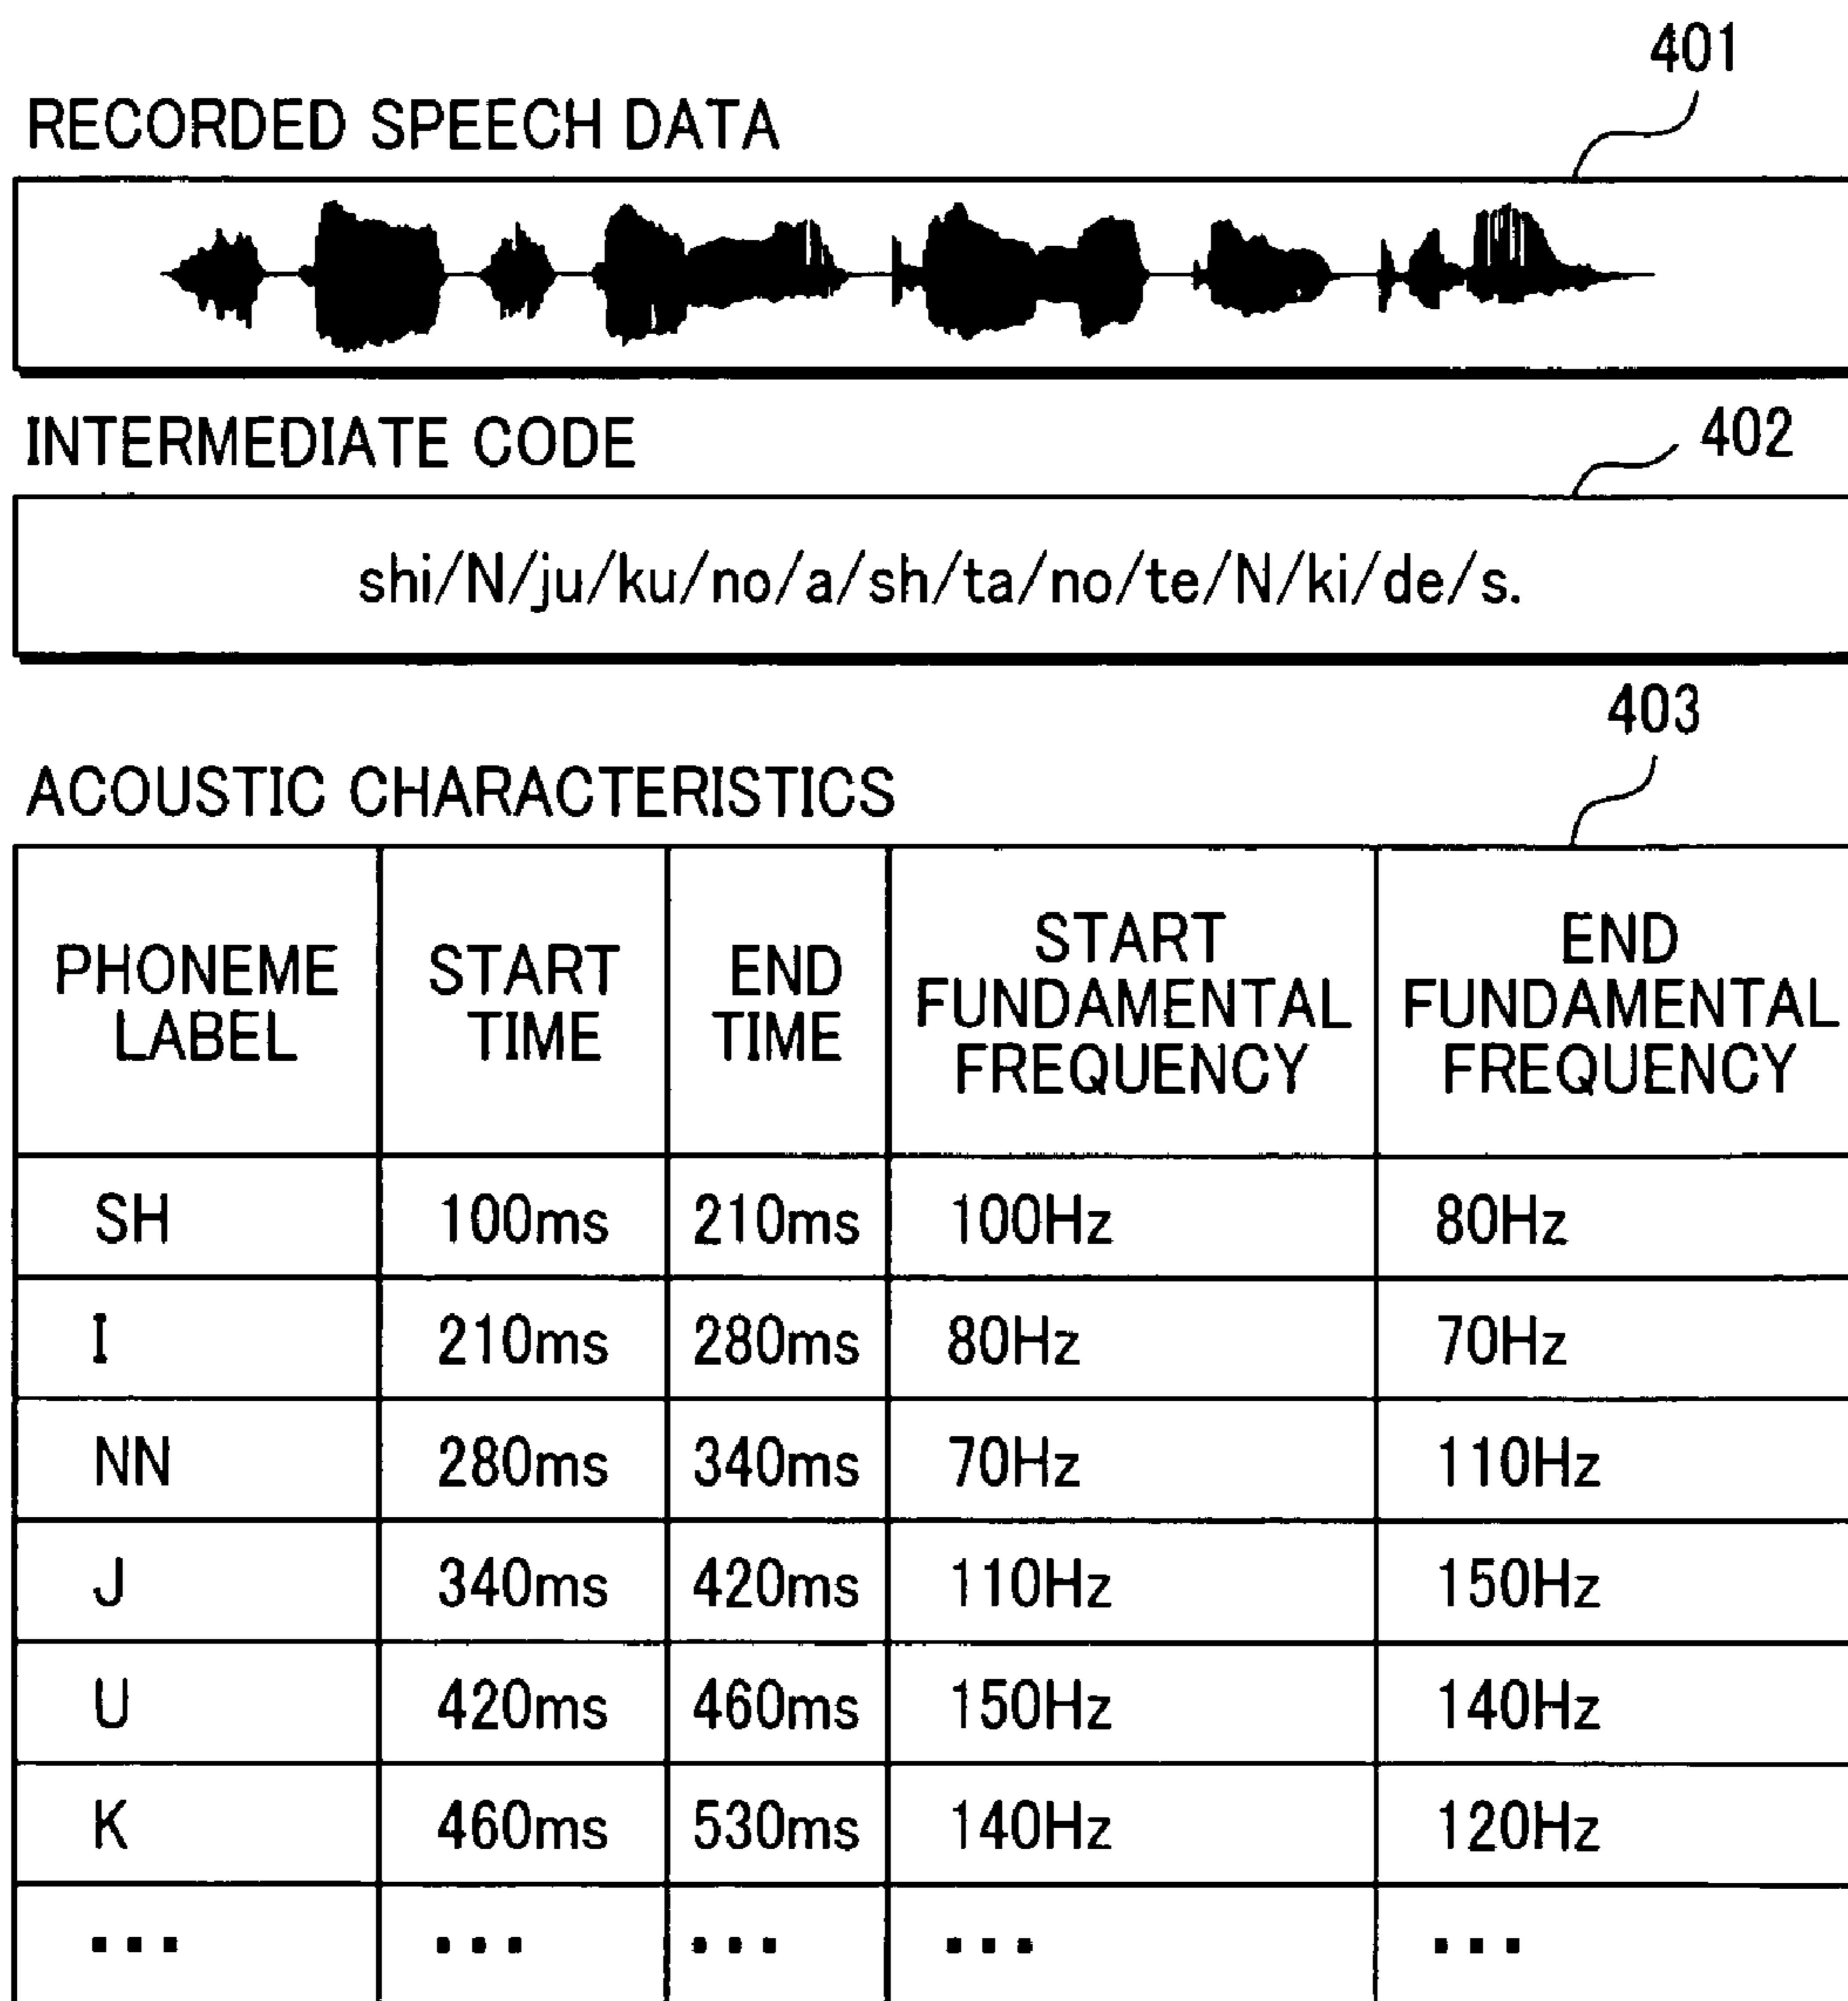 401
RECORDED SPEECH DATA
INTERMEDIATE CODE
402
shi/N/ju/ku/no/a/sh/ta/no/te/N/ki/de/s.
403
ACOUSTIC CHARACTERISTICS
PHONEME LABEL START TIME END TIME START FUNDAMENTAL FREQUENCY END FUNDAMENTAL FREQUENCY
SH 100ms 210ms 100Hz 80Hz
I 210ms 280ms 80Hz 70Hz
NN 280ms 340ms 70Hz 110Hz
J 340ms 420ms 110Hz 150Hz
U 420ms 460ms 150Hz 140Hz
K 460ms 530ms 140Hz 120Hz
... ... ... ... ...